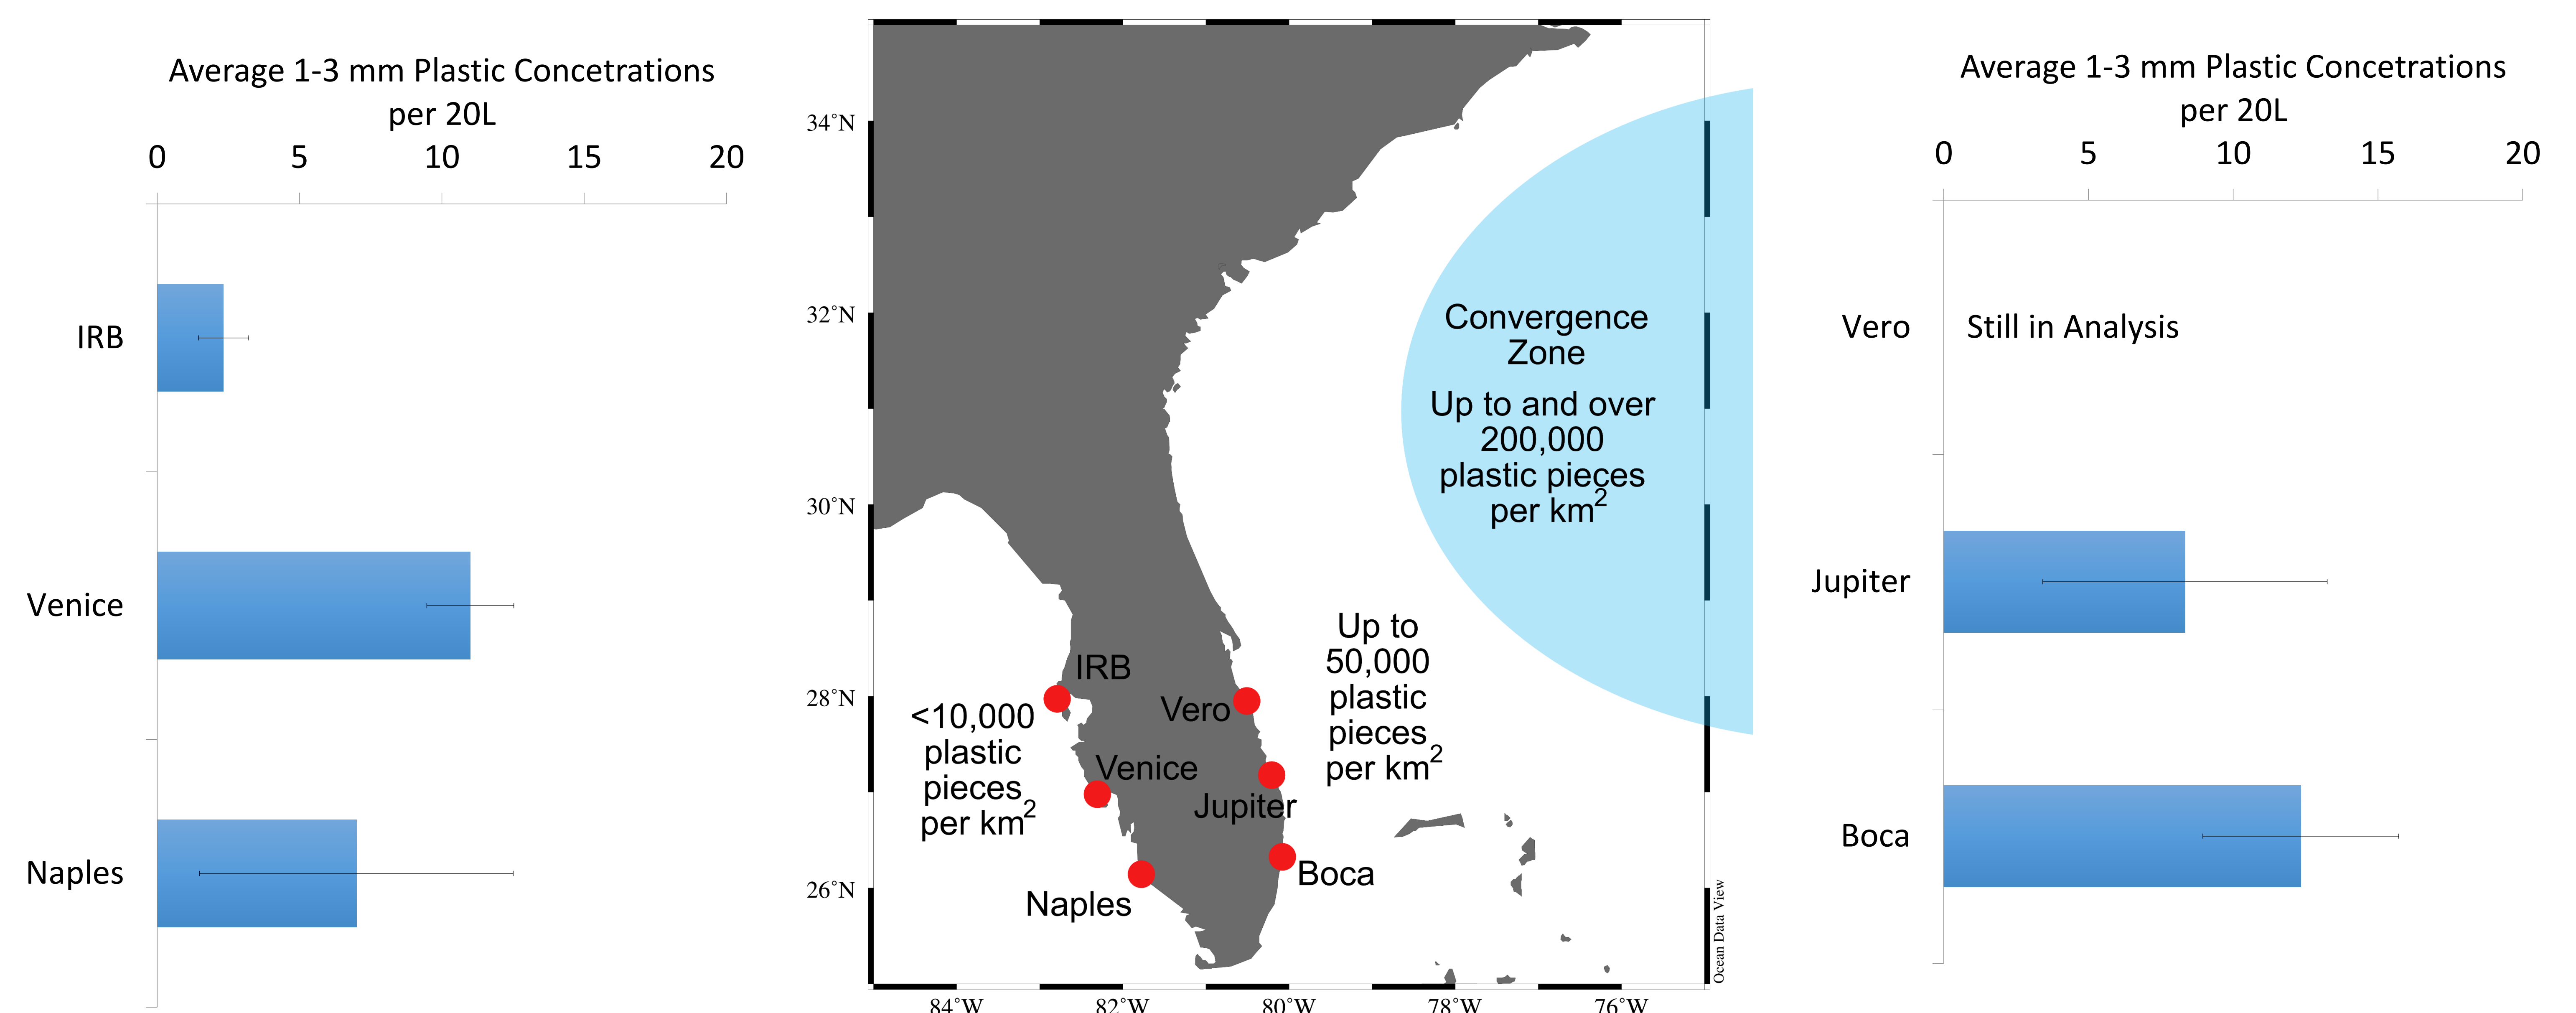 Average 1-3 mm Plastic Concetrations
per 20L
0 5 10 15 20
IRB
Venice
Naples
34°N
32°N
30°N
28°N
26°N
84°W 82°W 80°W 78°W 76°W
Convergence
Zone
Up to and over
200,000
plastic pieces
per km2
Up to
50,000
plastic
pieces
per km2
<10,000
plastic
pieces
per km2
IRB
Venice
Naples
Vero
Jupiter
Boca
Ocean Data View
Average 1-3 mm Plastic Concetrations
per 20L
0 5 10 15 20
Vero
Still in Analysis
Jupiter
Boca